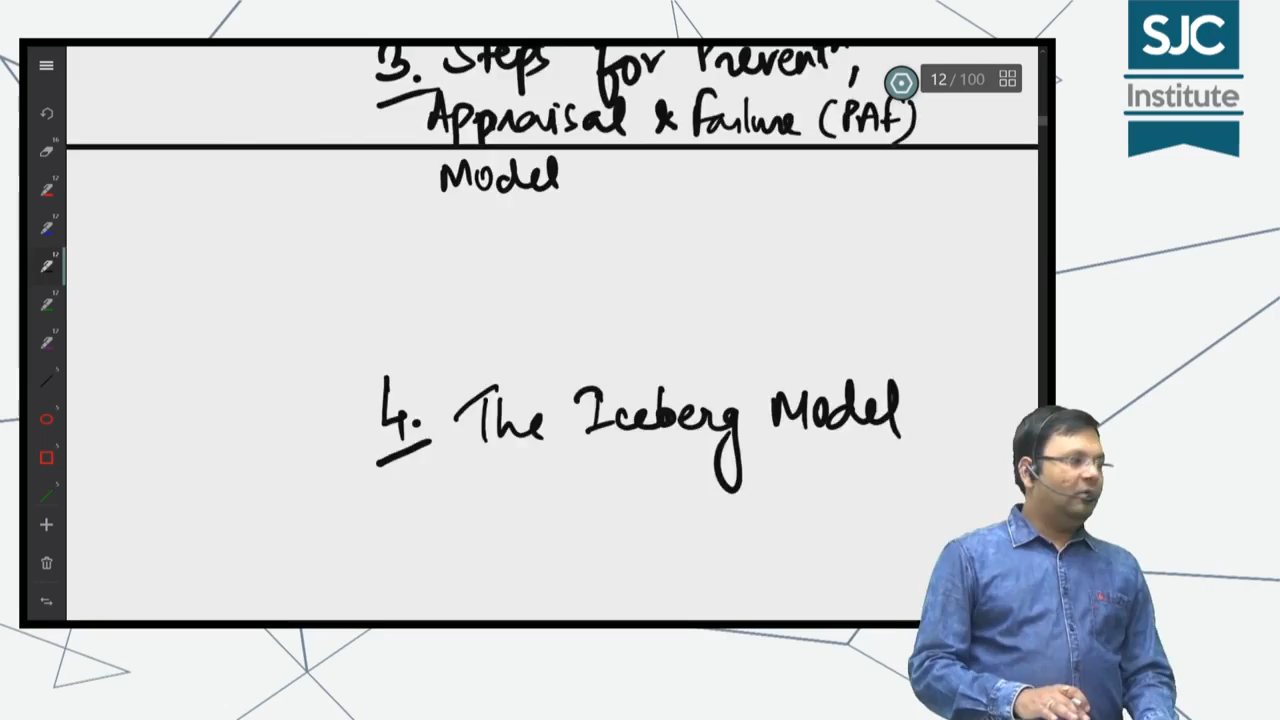 3. Steps for Prevent",
Appraisal & Failure (PAF)
Model
4. The Iceberg Model
12/100
SJC
Institute